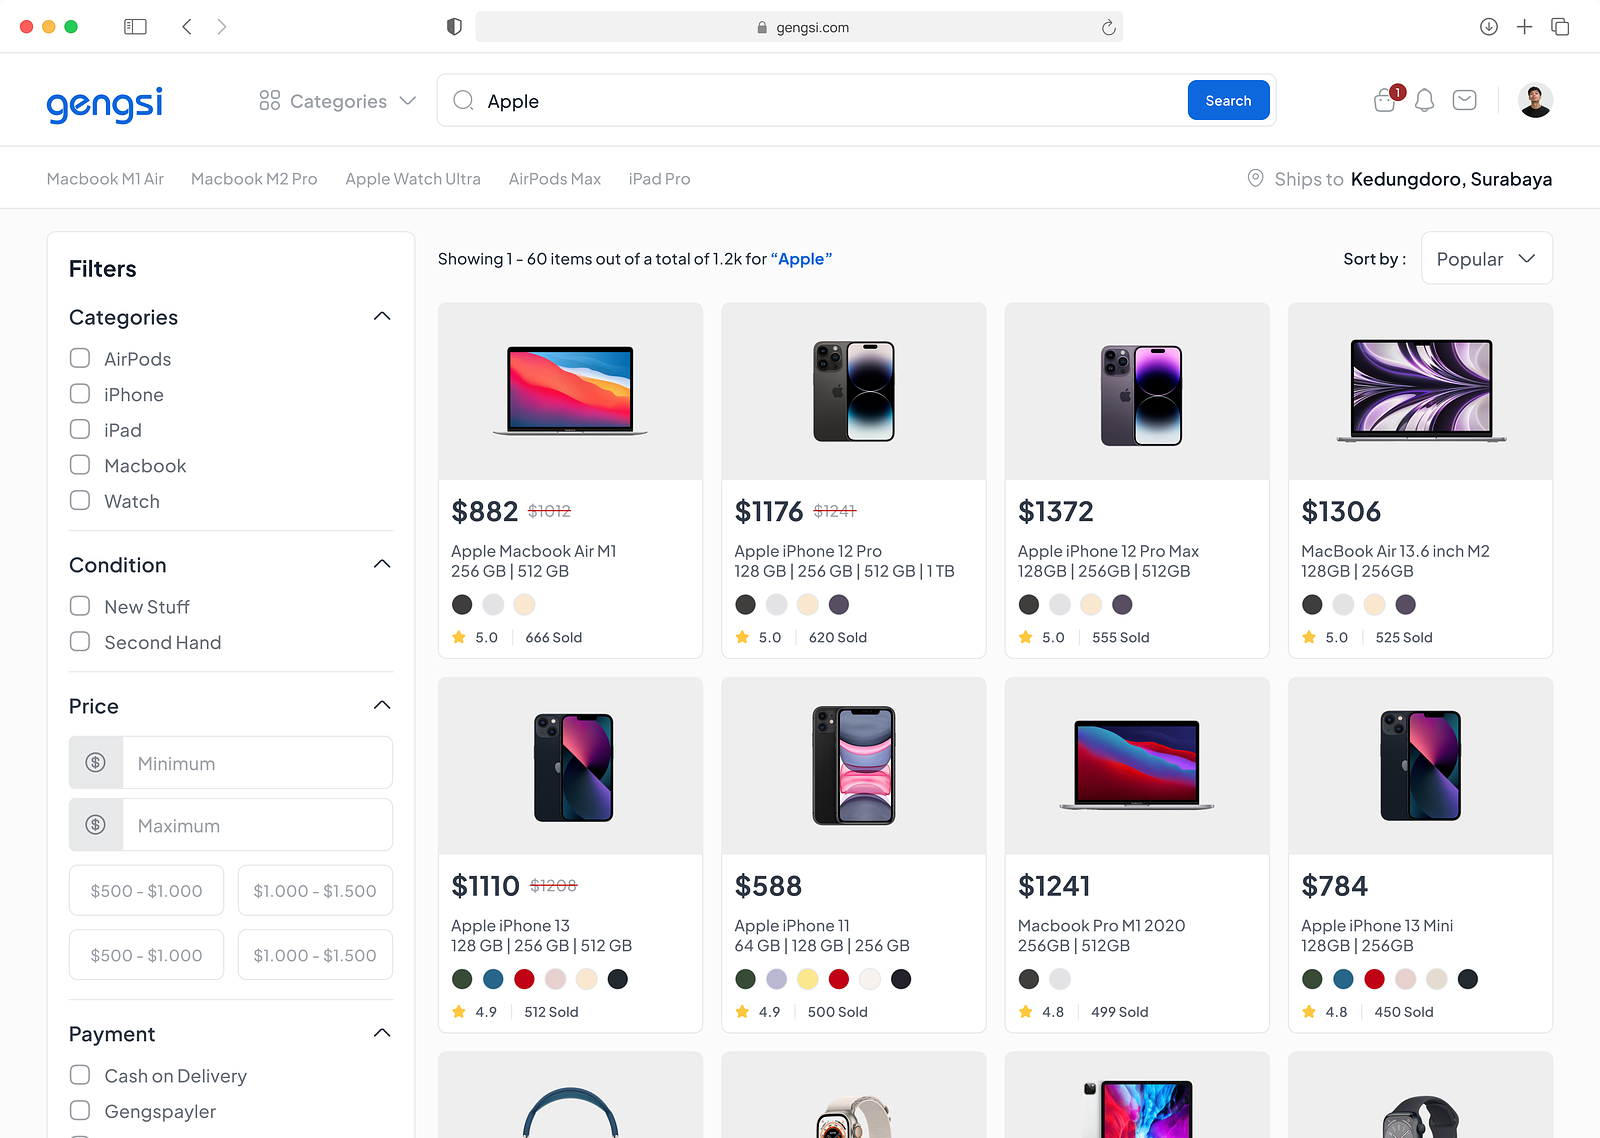 gengsi.com
gengsi
Categories
Apple
Search
1
Macbook M1 Air
Macbook M2 Pro
Apple Watch Ultra
AirPods Max
iPad Pro
Ships to Kedungdoro, Surabaya
Filters
Categories
AirPods
iPhone
iPad
Macbook
Watch
Condition
New Stuff
Second Hand
Price
Minimum
Maximum
$500 - $1.000
$1.000 - $1.500
$500 - $1.000
$1.000 - $1.500
Payment
Cash on Delivery
Gengspayler
Showing 1 - 60 items out of a total of 1.2k for “Apple”
Sort by :
Popular
$882 $1012
Apple Macbook Air M1
256 GB | 512 GB
5.0 666 Sold
$1176 $1241
Apple iPhone 12 Pro
128 GB | 256 GB | 512 GB | 1 TB
5.0 620 Sold
$1372
Apple iPhone 12 Pro Max
128GB | 256GB | 512GB
5.0 555 Sold
$1306
MacBook Air 13.6 inch M2
128GB | 256GB
5.0 525 Sold
$1110 $1208
Apple iPhone 13
128 GB | 256 GB | 512 GB
4.9 512 Sold
$588
Apple iPhone 11
64 GB | 128 GB | 256 GB
4.9 500 Sold
$1241
Macbook Pro M1 2020
256GB | 512GB
4.8 499 Sold
$784
Apple iPhone 13 Mini
128GB | 256GB
4.8 450 Sold